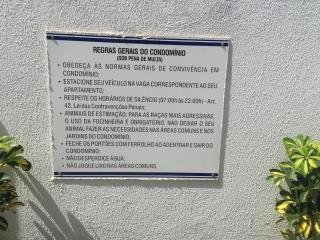 REGRAS GERAIS DO CONDOMÍNIO
(SOB PENA DE MULTA)
• OBEDEÇA ÀS NORMAS GERAIS DE CONVIVÊNCIA EM
CONDOMÍNIO;
• ESTACIONE SEU VEÍCULO NA VAGA CORRESPONDENTE AO SEU
APARTAMENTO;
• RESPEITE OS HORÁRIOS DE SILÊNCIO (07:00h às 22:00h) - Art.
42, Lei das Contravenções Penais;
• ANIMAIS DE ESTIMAÇÃO: PARA AS RAÇAS MAIS AGRESSIVAS,
O USO DA FOCINHEIRA É OBRIGATÓRIO. NÃO DEIXAR O SEU
ANIMAL FAZER AS NECESSIDADES NAS ÁREAS COMUNS E NOS
JARDINS DO CONDOMÍNIO;
• FECHE OS PORTÕES COM FERROLHO AO ADENTRAR E SAIR DO
CONDOMÍNIO;
• NÃO DESPERDICE ÁGUA;
• NÃO JOGUE LIXO NAS ÁREAS COMUNS.